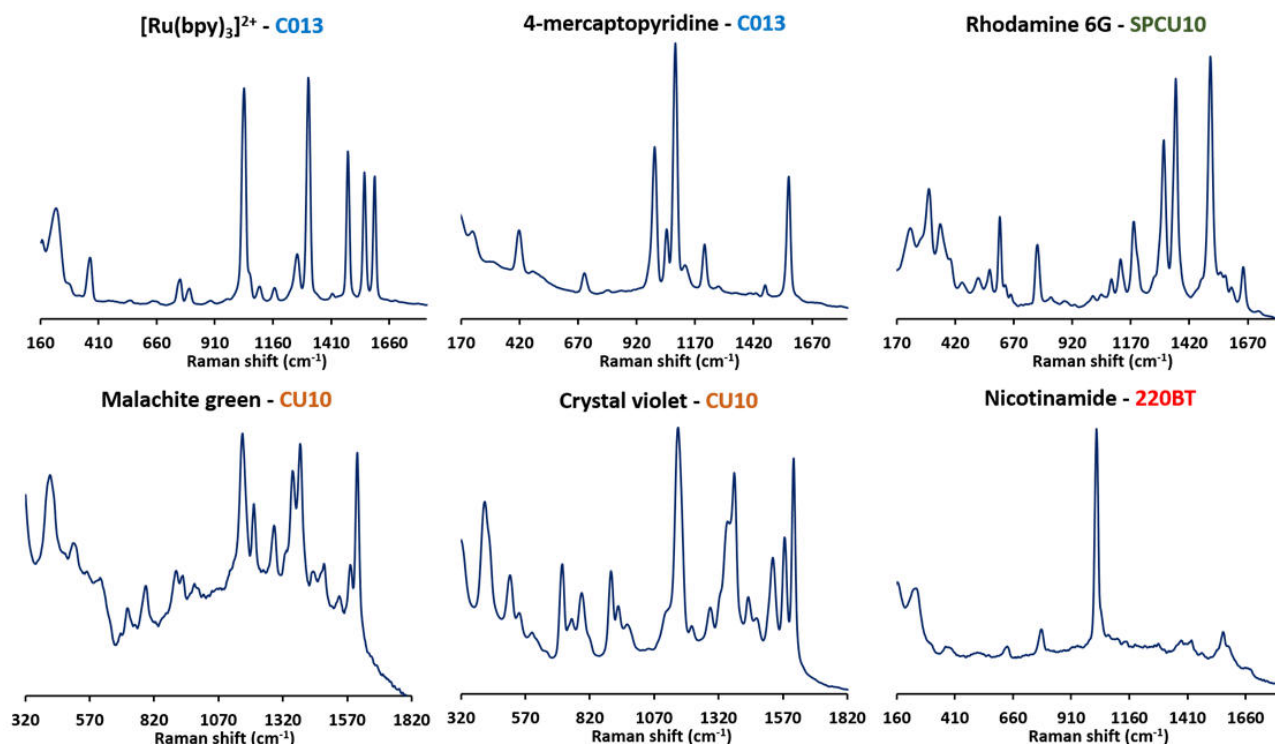 [Ru(bpy)₃]²⁺ - C013
160 410 660 910 1160 1410 1660
Raman shift (cm⁻¹)
4-mercaptopyridine - C013
170 420 670 920 1170 1420 1670
Raman shift (cm⁻¹)
Rhodamine 6G - SPCU10
170 420 670 920 1170 1420 1670
Raman shift (cm⁻¹)
Malachite green - CU10
320 570 820 1070 1320 1570 1820
Raman shift (cm⁻¹)
Crystal violet - CU10
320 570 820 1070 1320 1570 1820
Raman shift (cm⁻¹)
Nicotinamide - 220BT
160 410 660 910 1160 1410 1660
Raman shift (cm⁻¹)